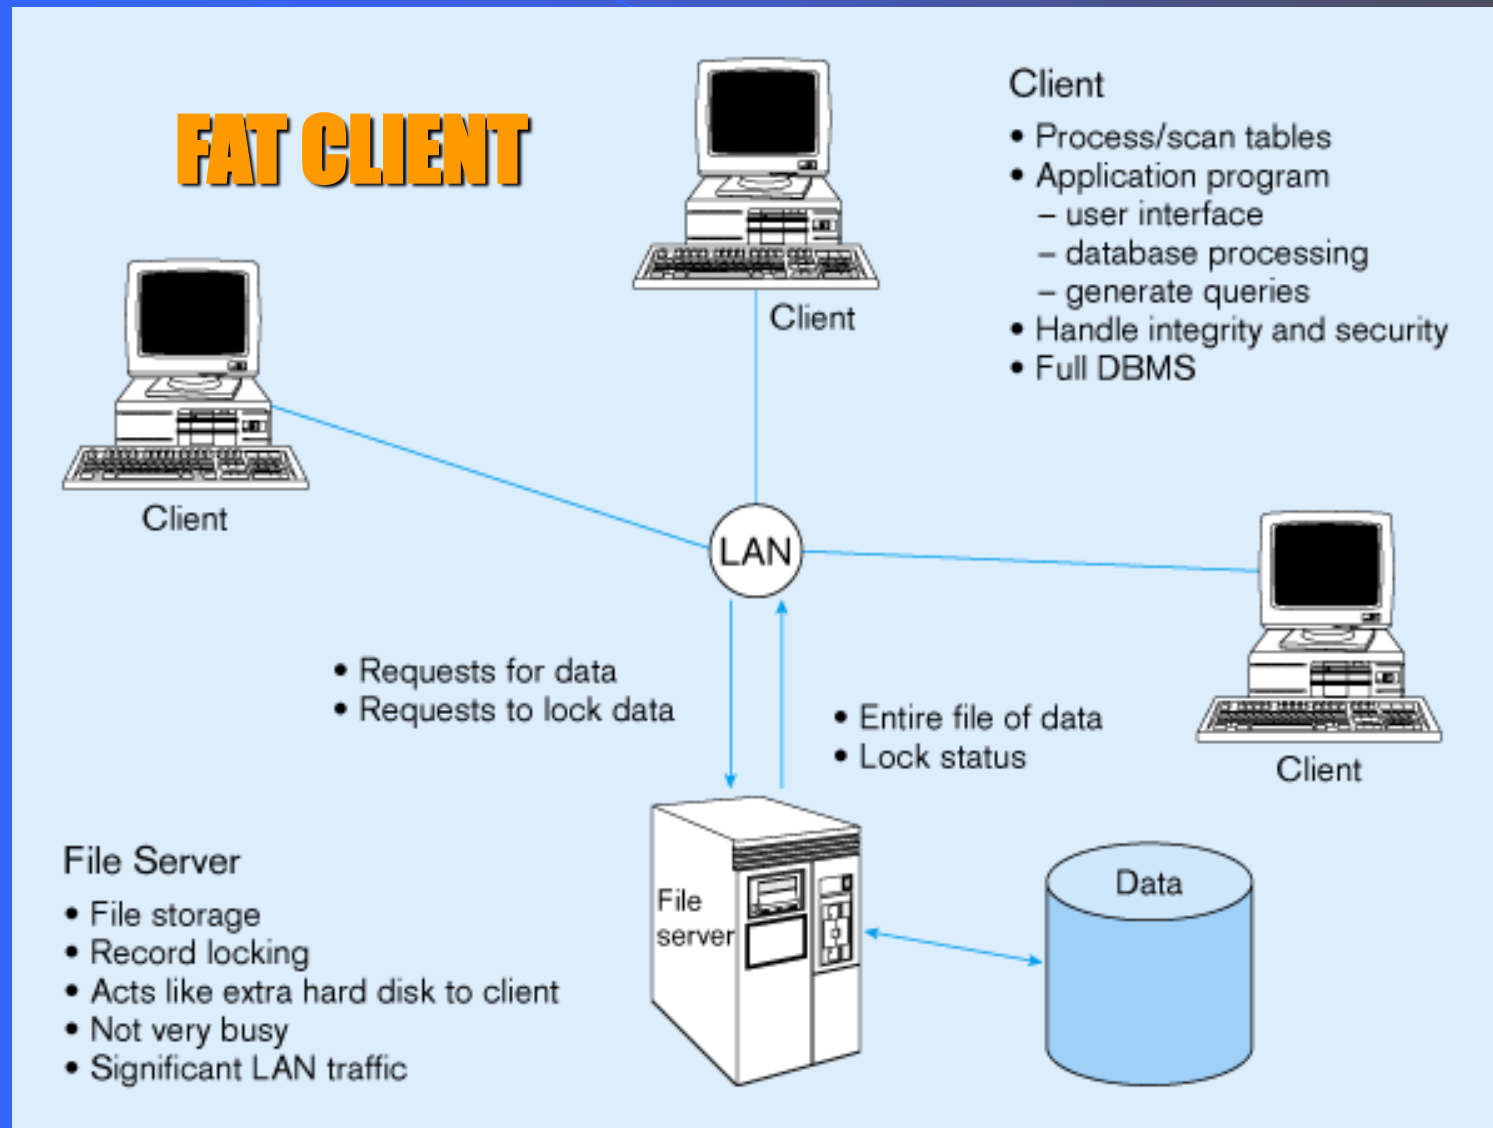 FAT CLIENT
Client
• Process/scan tables
• Application program
– user interface
– database processing
– generate queries
• Handle integrity and security
• Full DBMS
Client
Client
LAN
• Requests for data
• Requests to lock data
• Entire file of data
• Lock status
Client
File Server
• File storage
• Record locking
• Acts like extra hard disk to client
• Not very busy
• Significant LAN traffic
File
server
Data